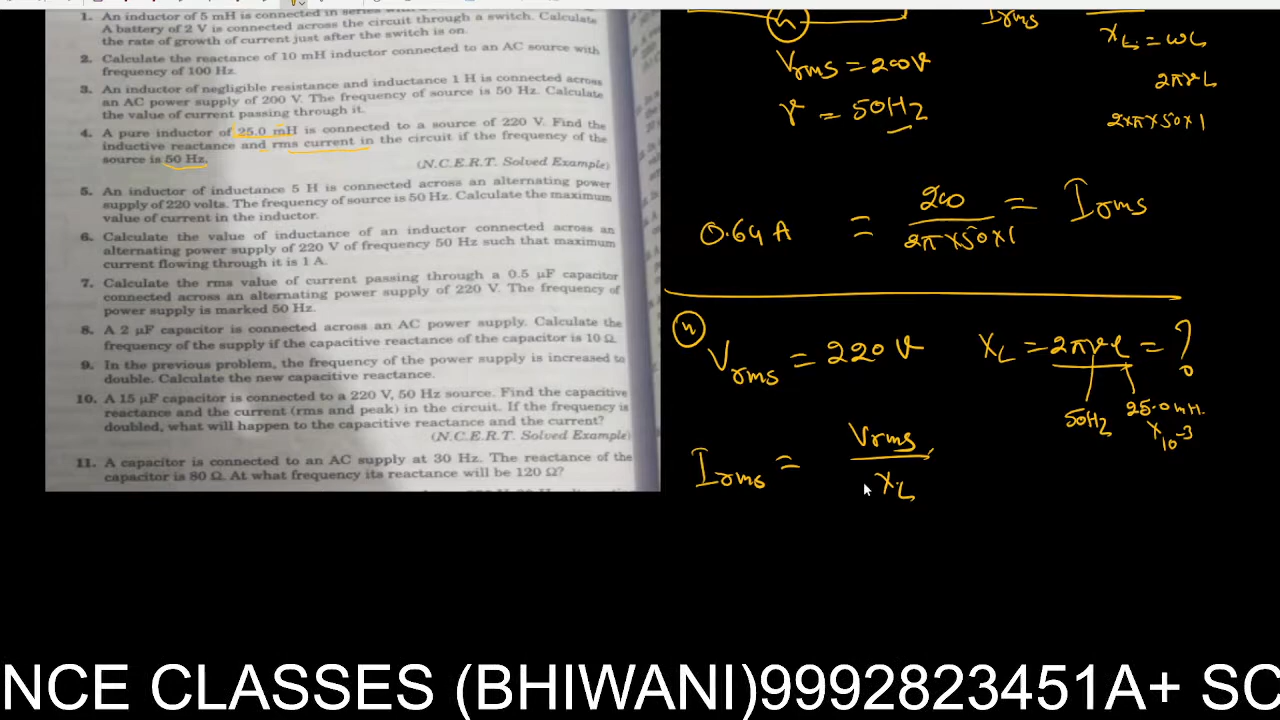 1. An inductor of 5 mH is connected in series
A battery of 2 V is connected across the circuit through a switch. Calculate
the rate of growth of current just after the switch is on.
2. Calculate the reactance of 10 mH inductor connected to an AC source with
frequency of 100 Hz.
3. An inductor of negligible resistance and inductance 1 H is connected across
an AC power supply of 200 V. The frequency of source is 50 Hz. Calculate
the value of current passing through it.
4. A pure inductor of 25.0 mH is connected to a source of 220 V. Find the
inductive reactance and rms current in the circuit if the frequency of the
source is 50 Hz.
(N.C.E.R.T. Solved Example)
5. An inductor of inductance 5 H is connected across an alternating power
supply of 220 volts. The frequency of source is 50 Hz. Calculate the maximum
value of current in the inductor.
6. Calculate the value of inductance of an inductor connected across an
alternating power supply of 220 V of frequency 50 Hz such that maximum
current flowing through it is 1 A.
7. Calculate the rms value of current passing through a 0.5 μF capacitor
connected across an alternating power supply of 220 V. The frequency of
power supply is marked 50 Hz.
8. A 2 μF capacitor is connected across an AC power supply. Calculate the
frequency of the supply if the capacitive reactance of the capacitor is 10 Ω.
9. In the previous problem, the frequency of the power supply is increased to
double. Calculate the new capacitive reactance.
10. A 15 μF capacitor is connected to a 220 V, 50 Hz source. Find the capacitive
reactance and the current (rms and peak) in the circuit. If the frequency is
doubled, what will happen to the capacitive reactance and the current?
(N.C.E.R.T. Solved Example)
11. A capacitor is connected to an AC supply at 30 Hz. The reactance of the
capacitor is 80 Ω. At what frequency its reactance will be 120 Ω?
Irms
XL = ωL
Vrms = 200V
2πνL
ν = 50Hz
2×π×50×1
0.64 A = 200/2π×50×1 = Irms
4
Vrms = 220 V XL = 2πνL = ?
50Hz 25.0 mH.
×10-3
Irms = Vrms/XL
NCE CLASSES (BHIWANI)9992823451A+ SC